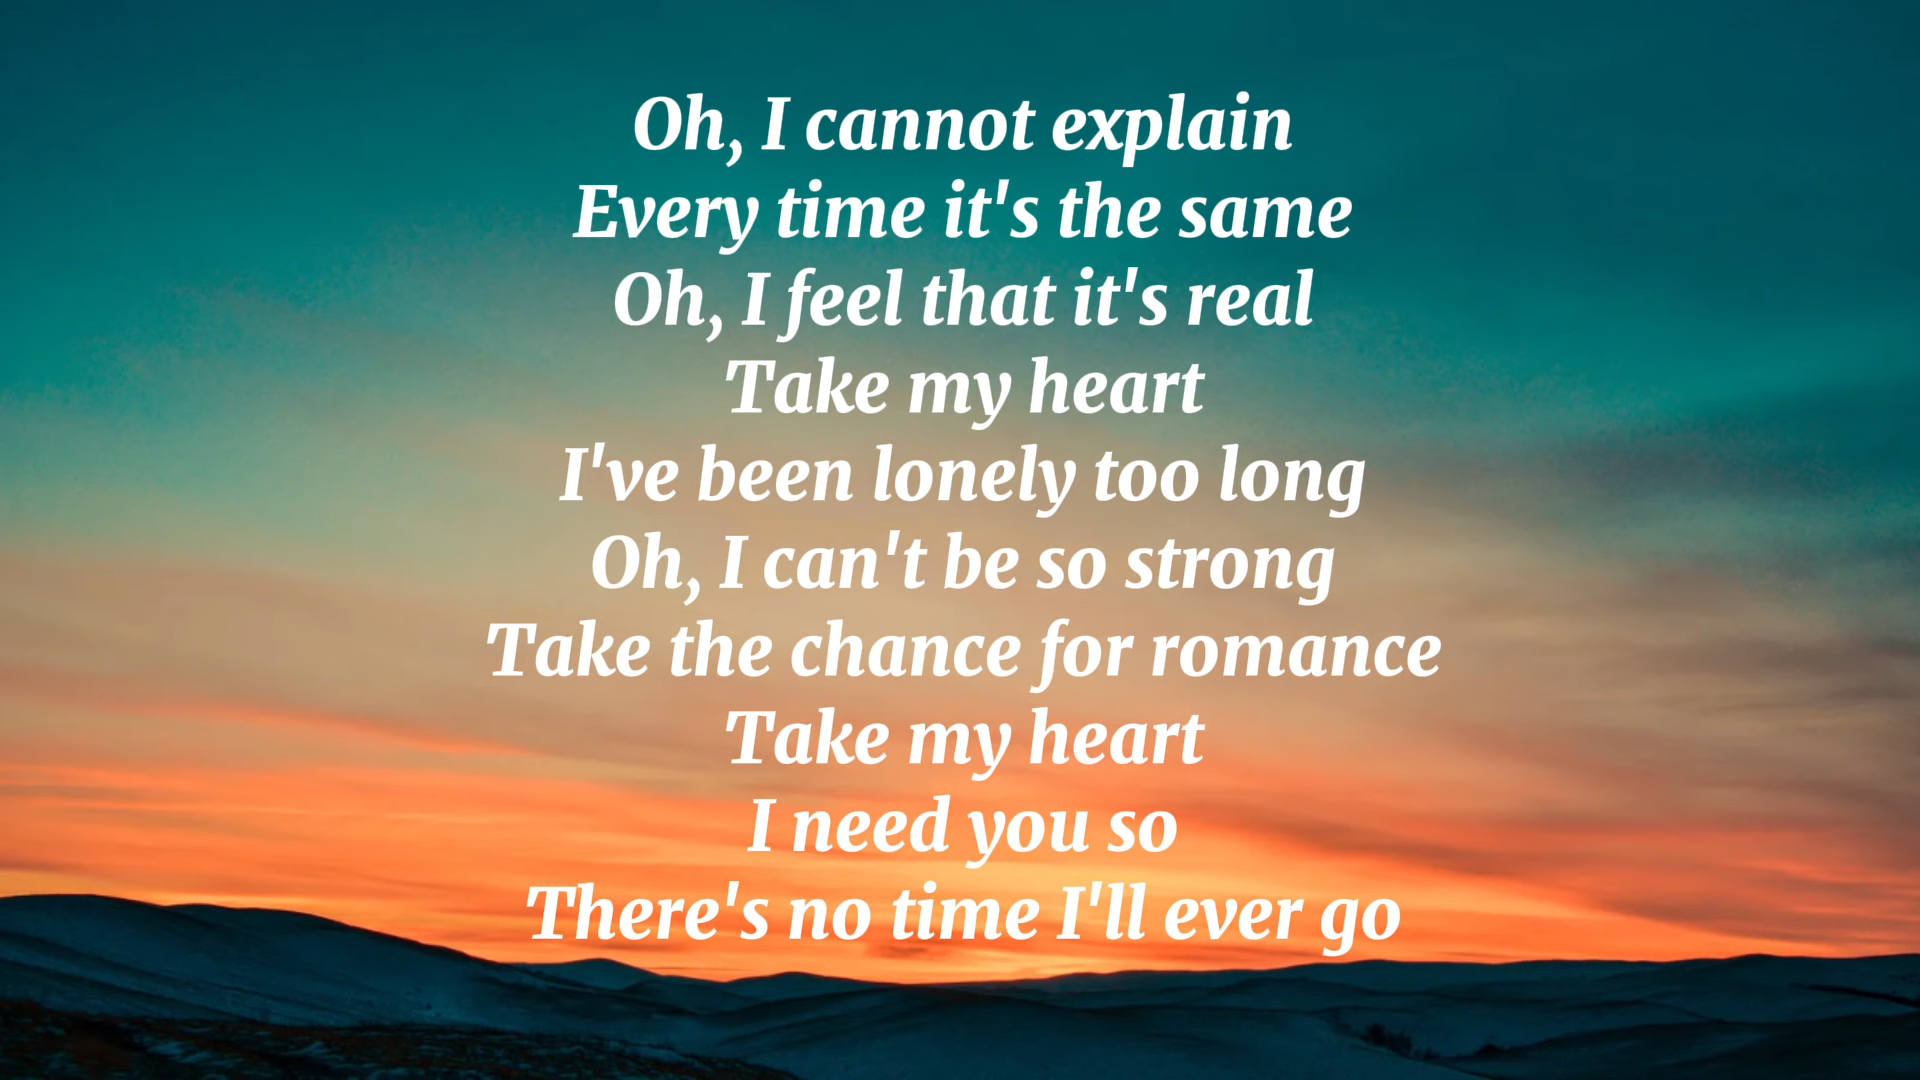 Oh, I cannot explain
Every time it's the same
Oh, I feel that it's real
Take my heart
I've been lonely too long
Oh, I can't be so strong
Take the chance for romance
Take my heart
I need you so
There's no time I'll ever go